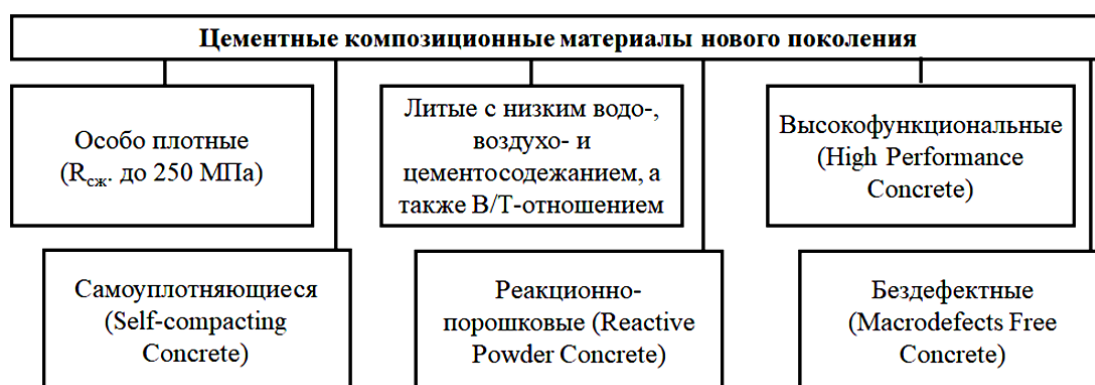 Цементные композиционные материалы нового поколения
Особо плотные
(Rсж. до 250 МПа)
Литые с низким водо-,
воздухо- и
цементосодежанием, а
также В/Т-отношением
Высокофункциональные
(High Performance
Concrete)
Самоуплотняющиеся
(Self-compacting
Concrete)
Реакционно-
порошковые (Reactive
Powder Concrete)
Бездефектные
(Macrodefects Free
Concrete)